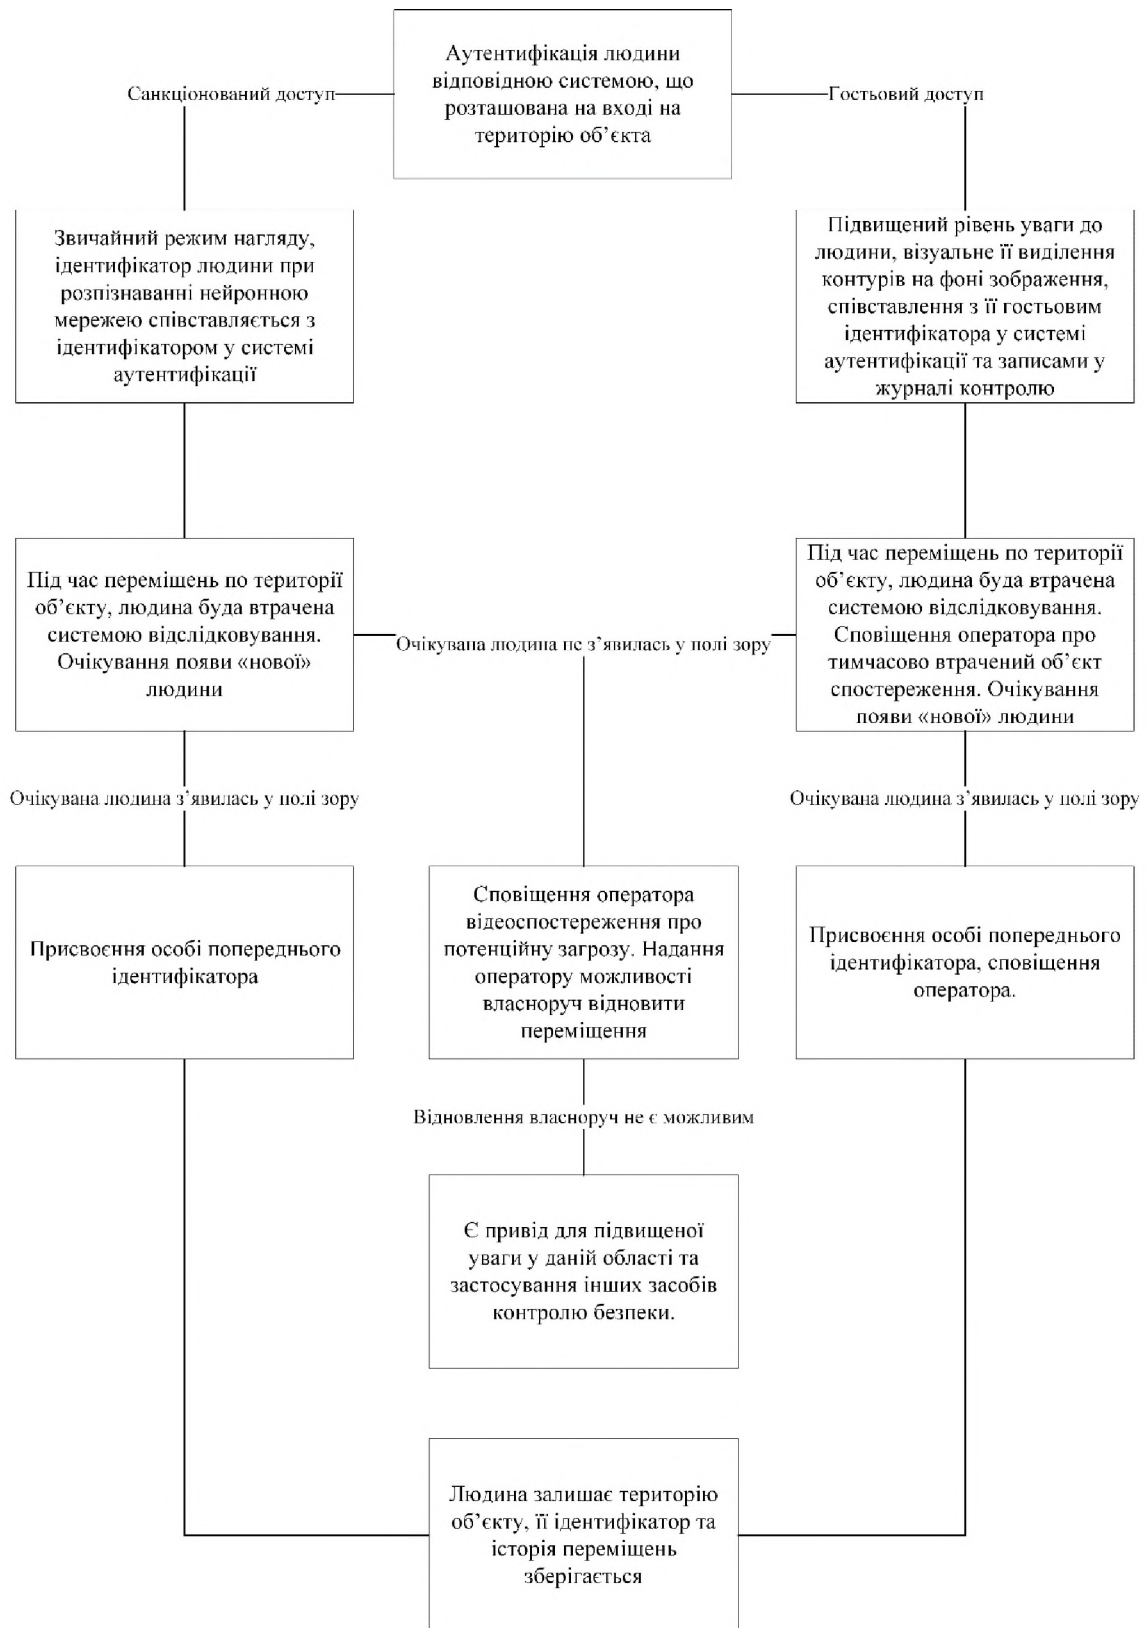 Аутентифікація людини
відповідною системою, що
розташована на вході на
територію об’єкта
Санкціонований доступ
Гостьовий доступ
Звичайний режим нагляду,
ідентифікатор людини при
розпізнаванні нейронною
мережею співставляється з
ідентифікатором у системі
аутентифікації
Підвищений рівень уваги до
людини, візуальне її виділення
контурів на фоні зображення,
співставлення з її гостьовим
ідентифікатора у системі
аутентифікації та записами у
журналі контролю
Під час переміщень по території
об’єкту, людина буда втрачена
системою відслідковування.
Очікування появи «нової»
людини
Очікувана людина не з’явилась у полі зору
Під час переміщень по території
об’єкту, людина буда втрачена
системою відслідковування.
Сповіщення оператора про
тимчасово втрачений об’єкт
спостереження. Очікування
появи «нової» людини
Очікувана людина з’явилась у полі зору
Очікувана людина з’явилась у полі зору
Присвоєння особі попереднього
ідентифікатора
Сповіщення оператора
відеоспостереження про
потенційну загрозу. Надання
оператору можливості
власноруч відновити
переміщення
Присвоєння особі попереднього
ідентифікатора, сповіщення
оператора.
Відновлення власноруч не є можливим
Є привід для підвищеної
уваги у даній області та
застосування інших засобів
контролю безпеки.
Людина залишає територію
об’єкту, її ідентифікатор та
історія переміщень
зберігається